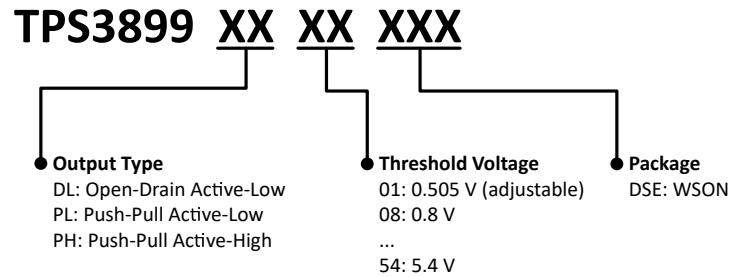 TPS3899 XX XX XXX
Output Type
DL: Open-Drain Active-Low
PL: Push-Pull Active-Low
PH: Push-Pull Active-High
Threshold Voltage
01: 0.505 V (adjustable)
08: 0.8 V
...
54: 5.4 V
Package
DSE: WSON